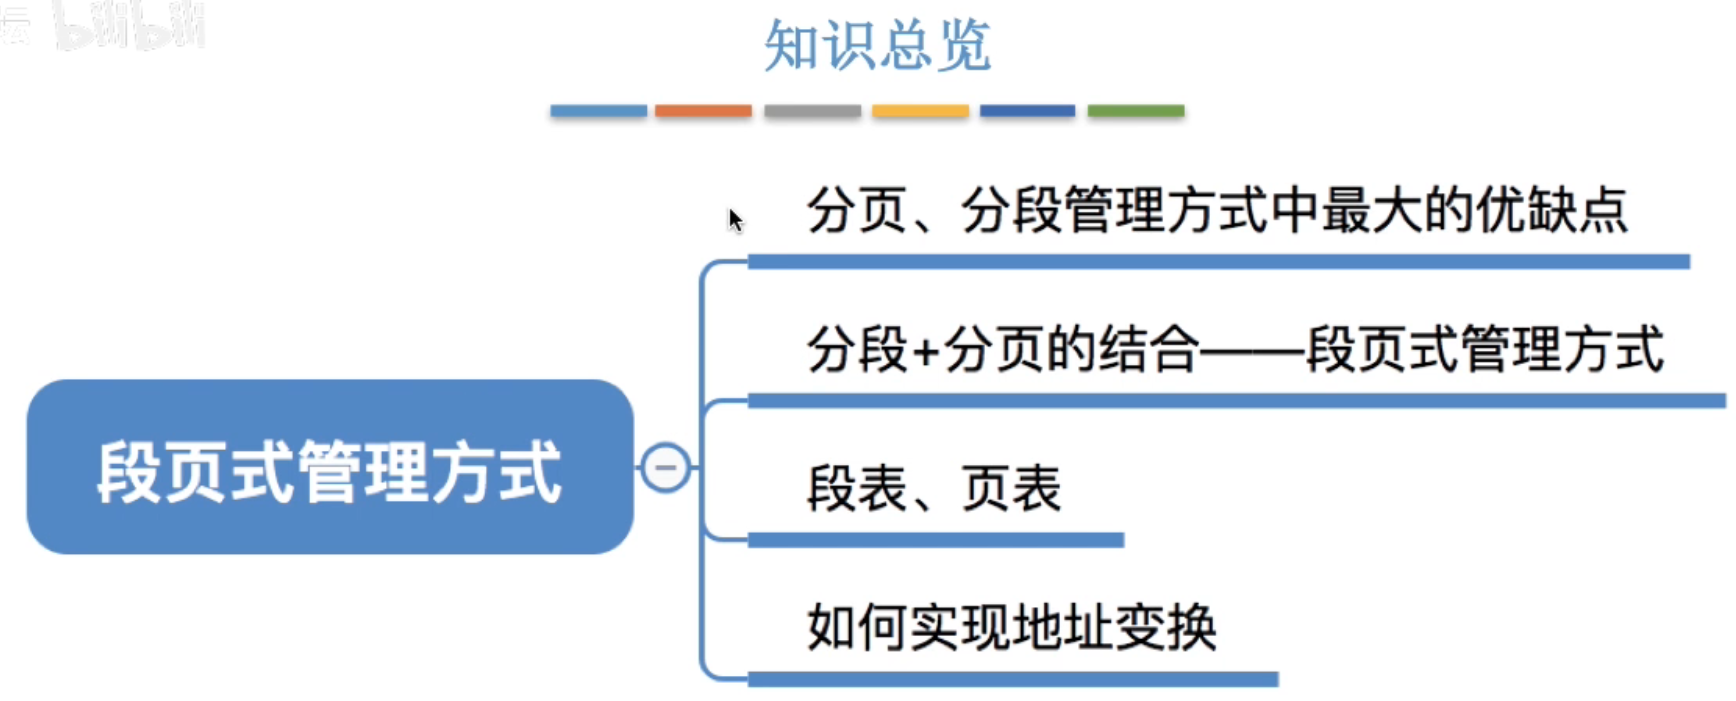 坛 bilibili
知识总览
分页、分段管理方式中最大的优缺点
分段+分页的结合——段页式管理方式
段页式管理方式
段表、页表
如何实现地址变换